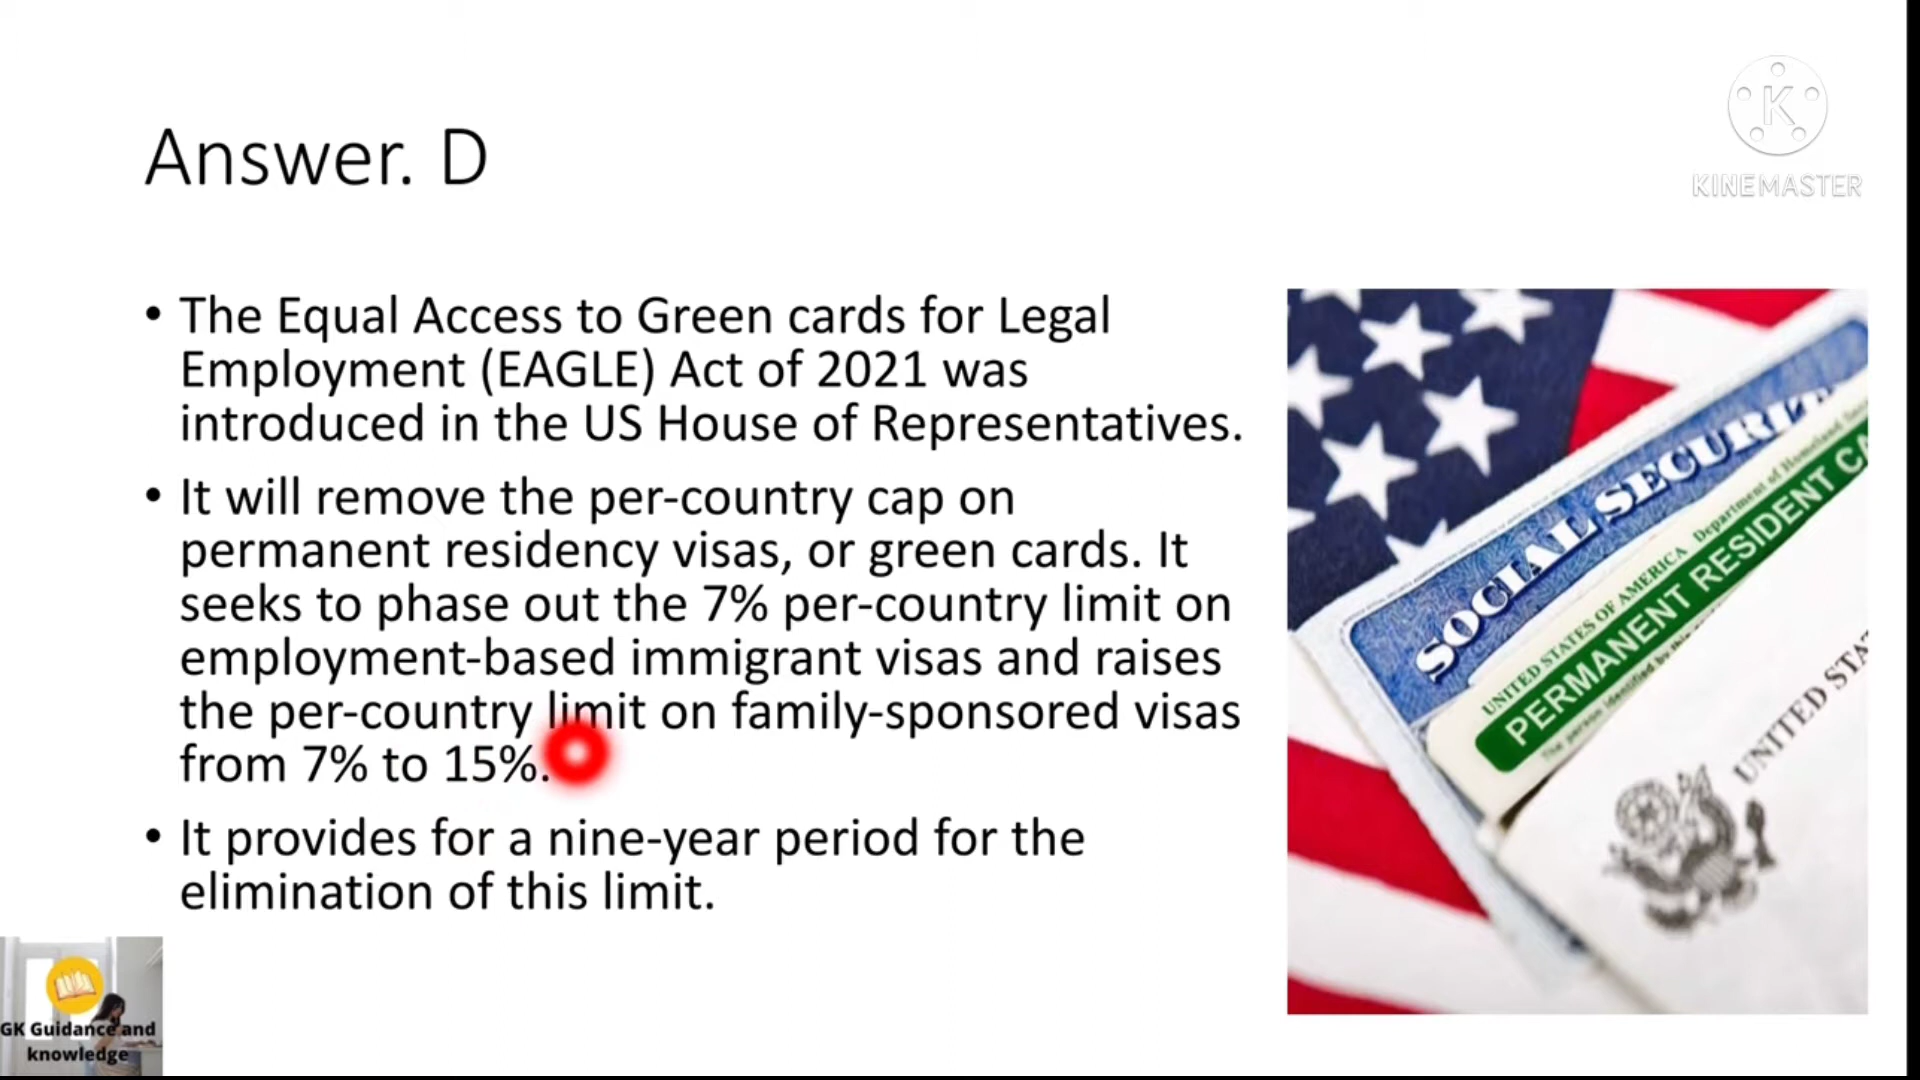 Answer. D
K
KINEMASTER
• The Equal Access to Green cards for Legal
Employment (EAGLE) Act of 2021 was
introduced in the US House of Representatives.
• It will remove the per-country cap on
permanent residency visas, or green cards. It
seeks to phase out the 7% per-country limit on
employment-based immigrant visas and raises
the per-country limit on family-sponsored visas
from 7% to 15%.
• It provides for a nine-year period for the
elimination of this limit.
SOCIAL SECURITY
Department of Homeland
UNITED STATES OF AMERICA
PERMANENT RESIDENT
UNITED
GK Guidance and
knowledge